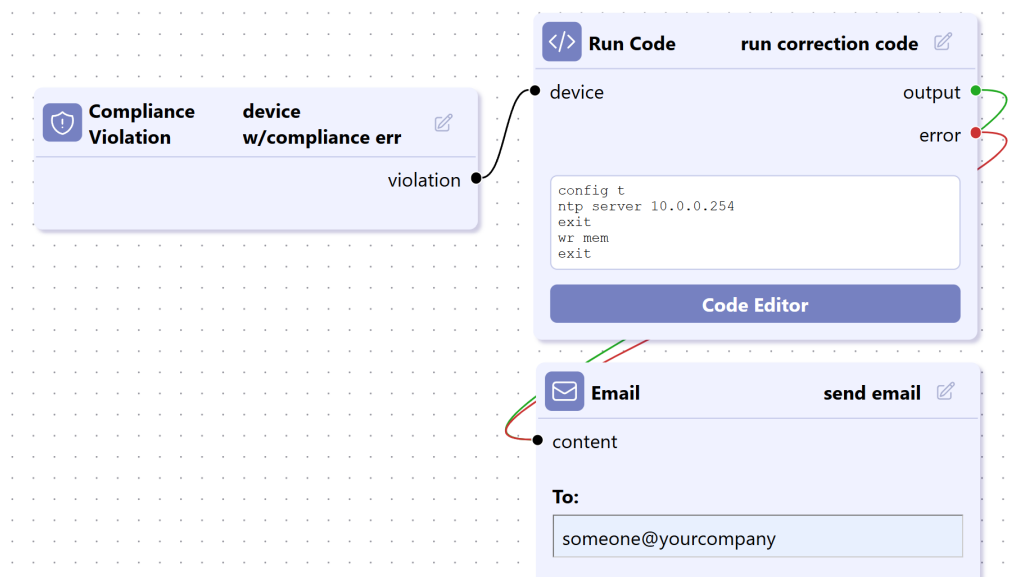 Compliance Violation
device w/compliance err
violation
</> Run Code
run correction code
device
output
error
config t
ntp server 10.0.0.254
exit
wr mem
exit
Code Editor
Email
send email
content
To:
someone@yourcompany